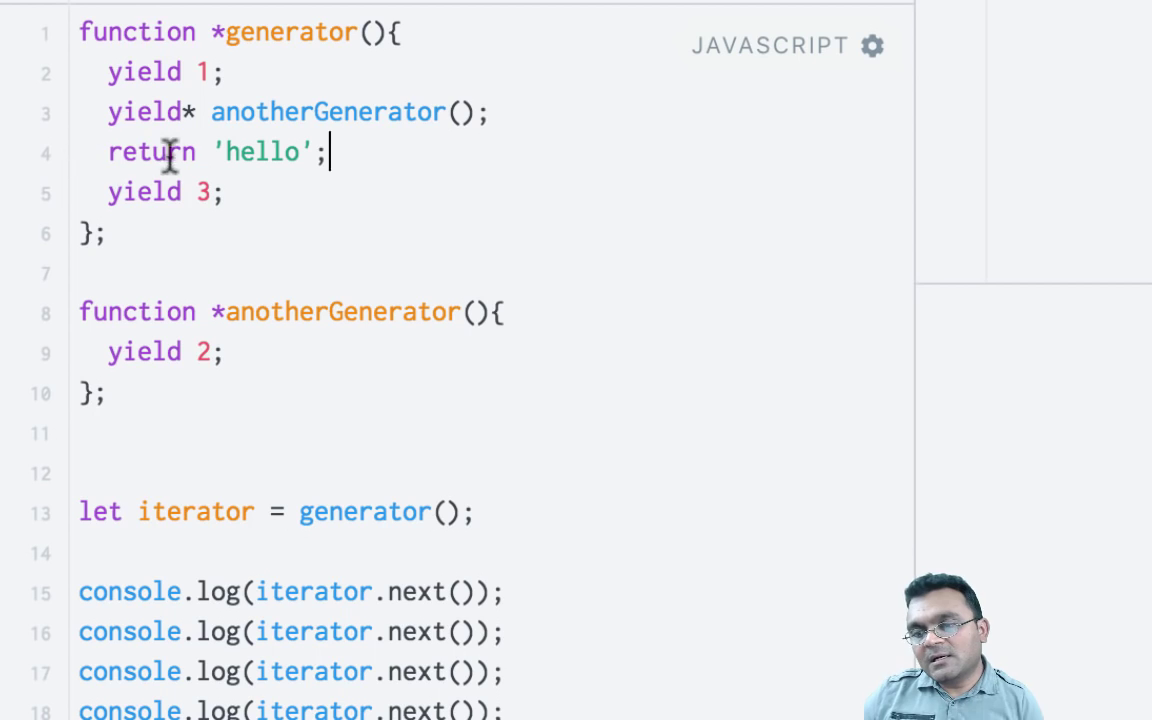 JAVASCRIPT
1 function *generator(){
2 yield 1;
3 yield* anotherGenerator();
4 return 'hello';
5 yield 3;
6 };
7
8 function *anotherGenerator(){
9 yield 2;
10 };
11
12
13 let iterator = generator();
14
15 console.log(iterator.next());
16 console.log(iterator.next());
17 console.log(iterator.next());
18 console.log(iterator.next());